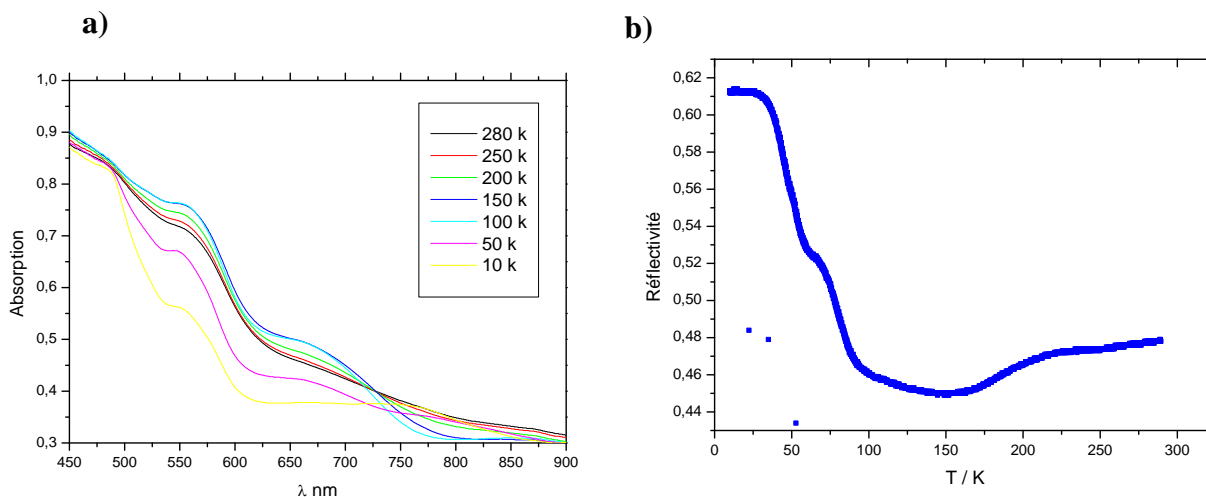 a)
1,0
0,9
0,8
0,7
0,6
0,5
0,4
0,3
Absorption
450 500 550 600 650 700 750 800 850 900
λ nm
280 k
250 k
200 k
150 k
100 k
50 k
10 k
b)
0,62
0,60
0,58
0,56
0,54
0,52
0,50
0,48
0,46
0,44
Réflectivité
0 50 100 150 200 250 300
T / K